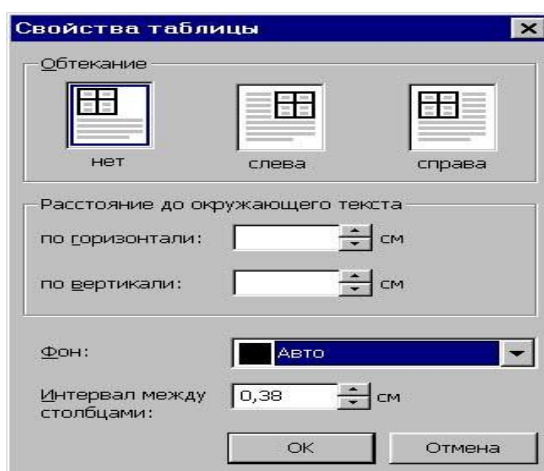 Свойства таблицы
Обтекание
нет
слева
справа
Расстояние до окружающего текста
по горизонтали:
см
по вертикали:
см
Фон:
Авто
Интервал между
столбцами:
0,38
см
ОК
Отмена